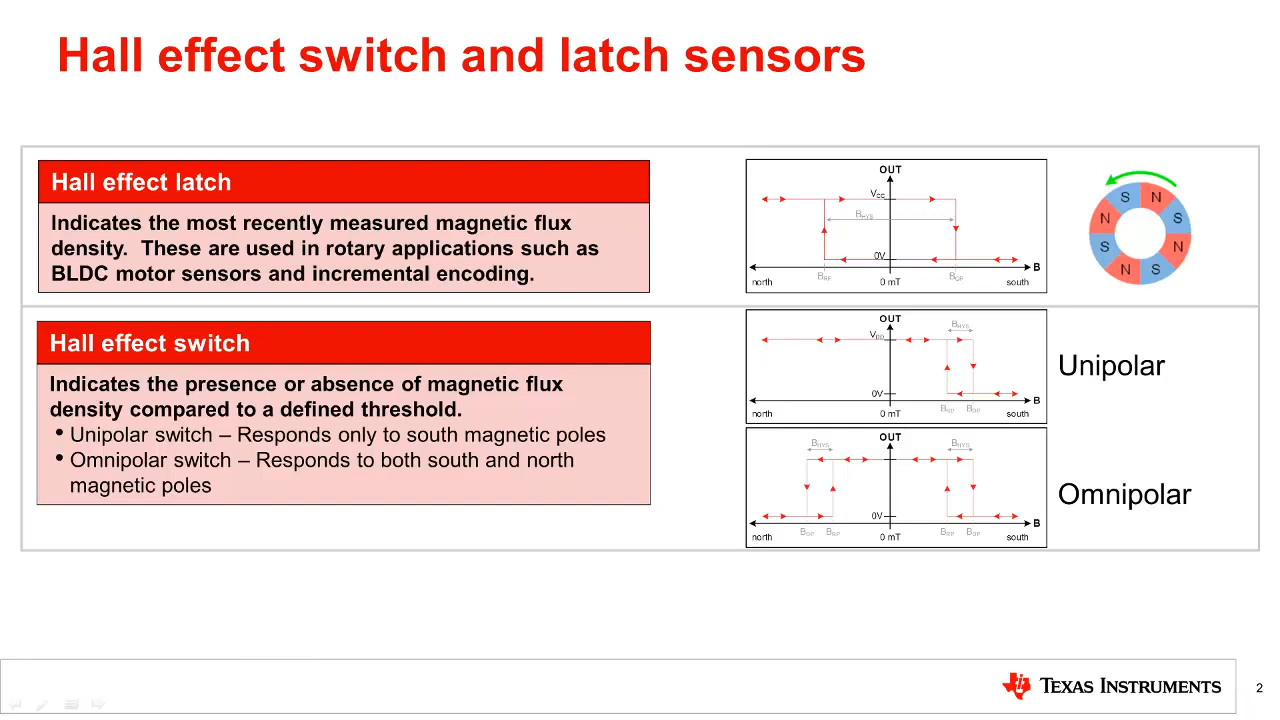 Hall effect switch and latch sensors
Hall effect latch
Indicates the most recently measured magnetic flux
density.  These are used in rotary applications such as
BLDC motor sensors and incremental encoding.
OUT
VCC
BHYS
0V
B
BRP
BOP
north
0 mT
south
S
N
N
S
S
N
N
S
Hall effect switch
Indicates the presence or absence of magnetic flux
density compared to a defined threshold.
• Unipolar switch – Responds only to south magnetic poles
• Omnipolar switch – Responds to both south and north
magnetic poles
OUT
BHYS
VDD
0V
B
BRP
BOP
north
0 mT
south
Unipolar
OUT
BHYS
BHYS
0V
B
BOP
BRP
BRP
BOP
north
0 mT
south
Omnipolar
TEXAS INSTRUMENTS
2